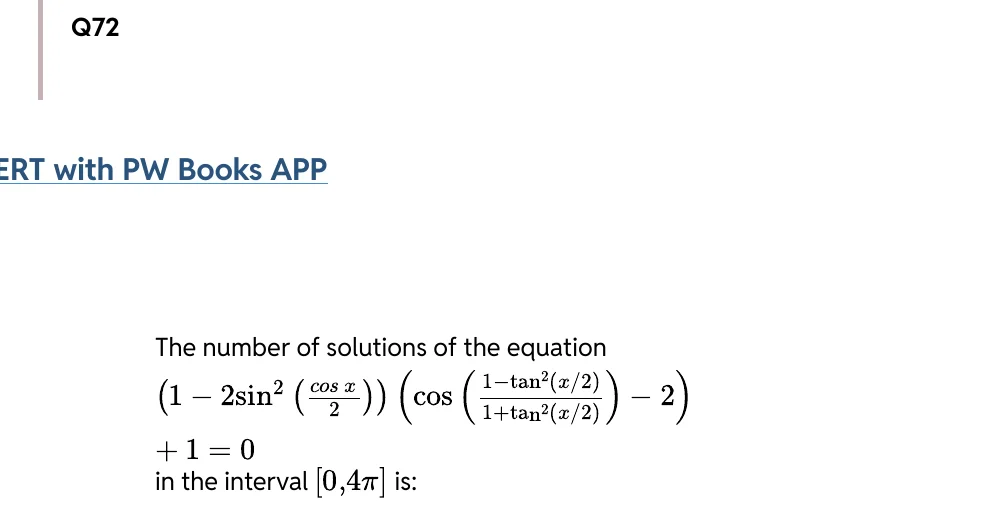 Q72
ERT with PW Books APP
The number of solutions of the equation
(1 − 2sin² (cos x/2)) (cos (1−tan²(x/2)/1+tan²(x/2)) − 2)
+ 1 = 0
in the interval [0,4π] is: